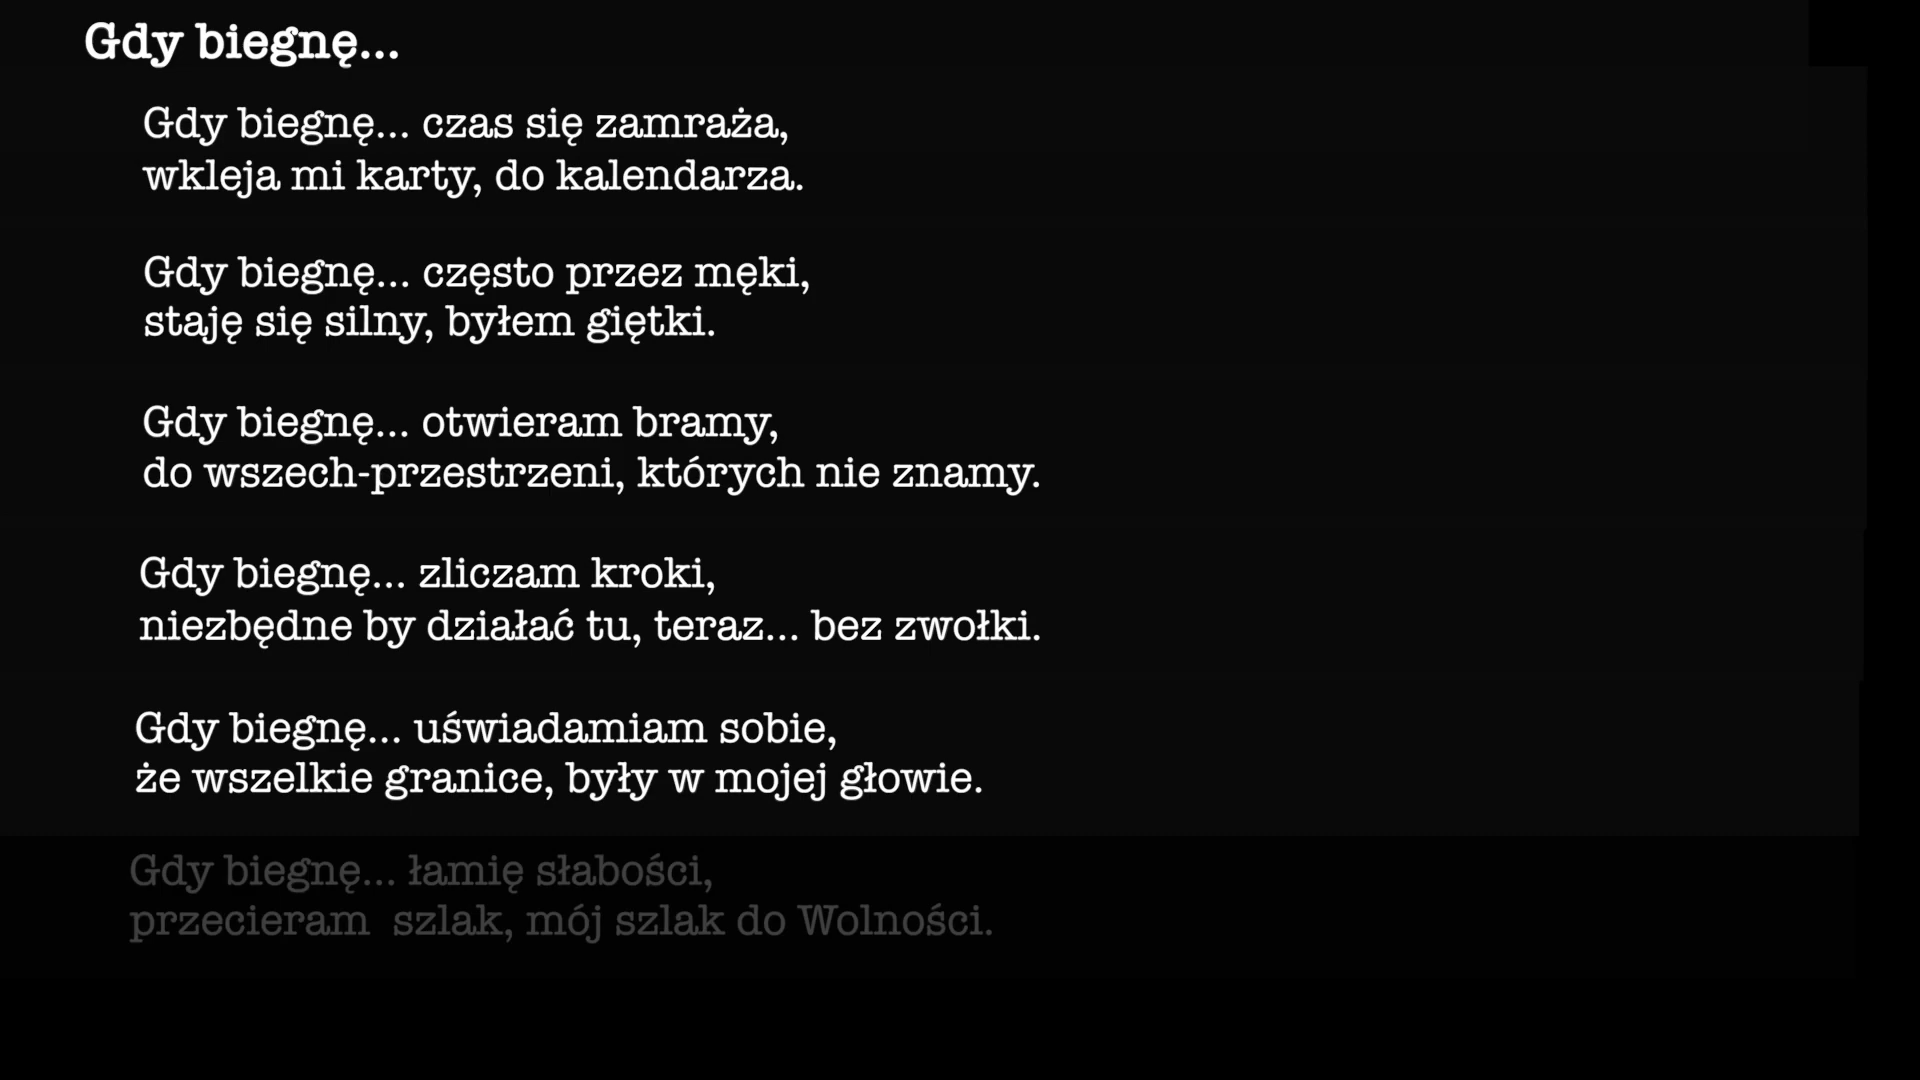 Gdy biegnę...
Gdy biegnę... czas się zamraża,
wkleja mi karty, do kalendarza.
Gdy biegnę... często przez męki,
staję się silny, byłem giętki.
Gdy biegnę... otwieram bramy,
do wszech-przestrzeni, których nie znamy.
Gdy biegnę... zliczam kroki,
niezbędne by działać tu, teraz... bez zwołki.
Gdy biegnę... uświadamiam sobie,
że wszelkie granice, były w mojej głowie.
Gdy biegnę... łamię słabości,
przecieram  szlak, mój szlak do Wolności.